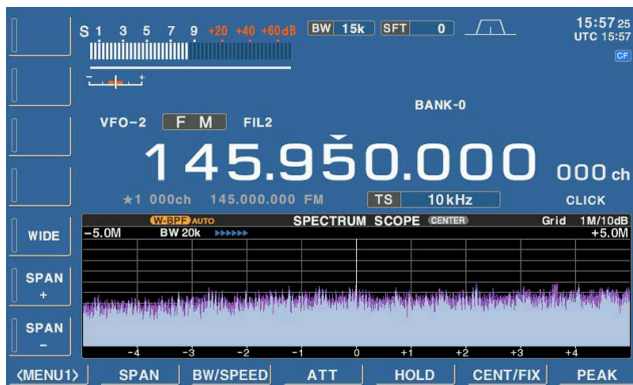 S 1 3 5 7 9 +20 +40 +60dB BW 15k SFT 0 15:57 25
UTC 15:57
CF
- +
BANK-0
VFO-2 F M FIL2
145.950.000 000 ch
★1 000ch 145.000.000 FM TS 10kHz CLICK
W-BPF AUTO SPECTRUM SCOPE CENTER Grid 1M/10dB
WIDE -5.0M BW 20k ▶▶▶▶▶▶ +5.0M
SPAN
+
SPAN
-
-4 -3 -2 -1 0 +1 +2 +3 +4
<MENU1> SPAN BW/SPEED ATT HOLD CENT/FIX PEAK